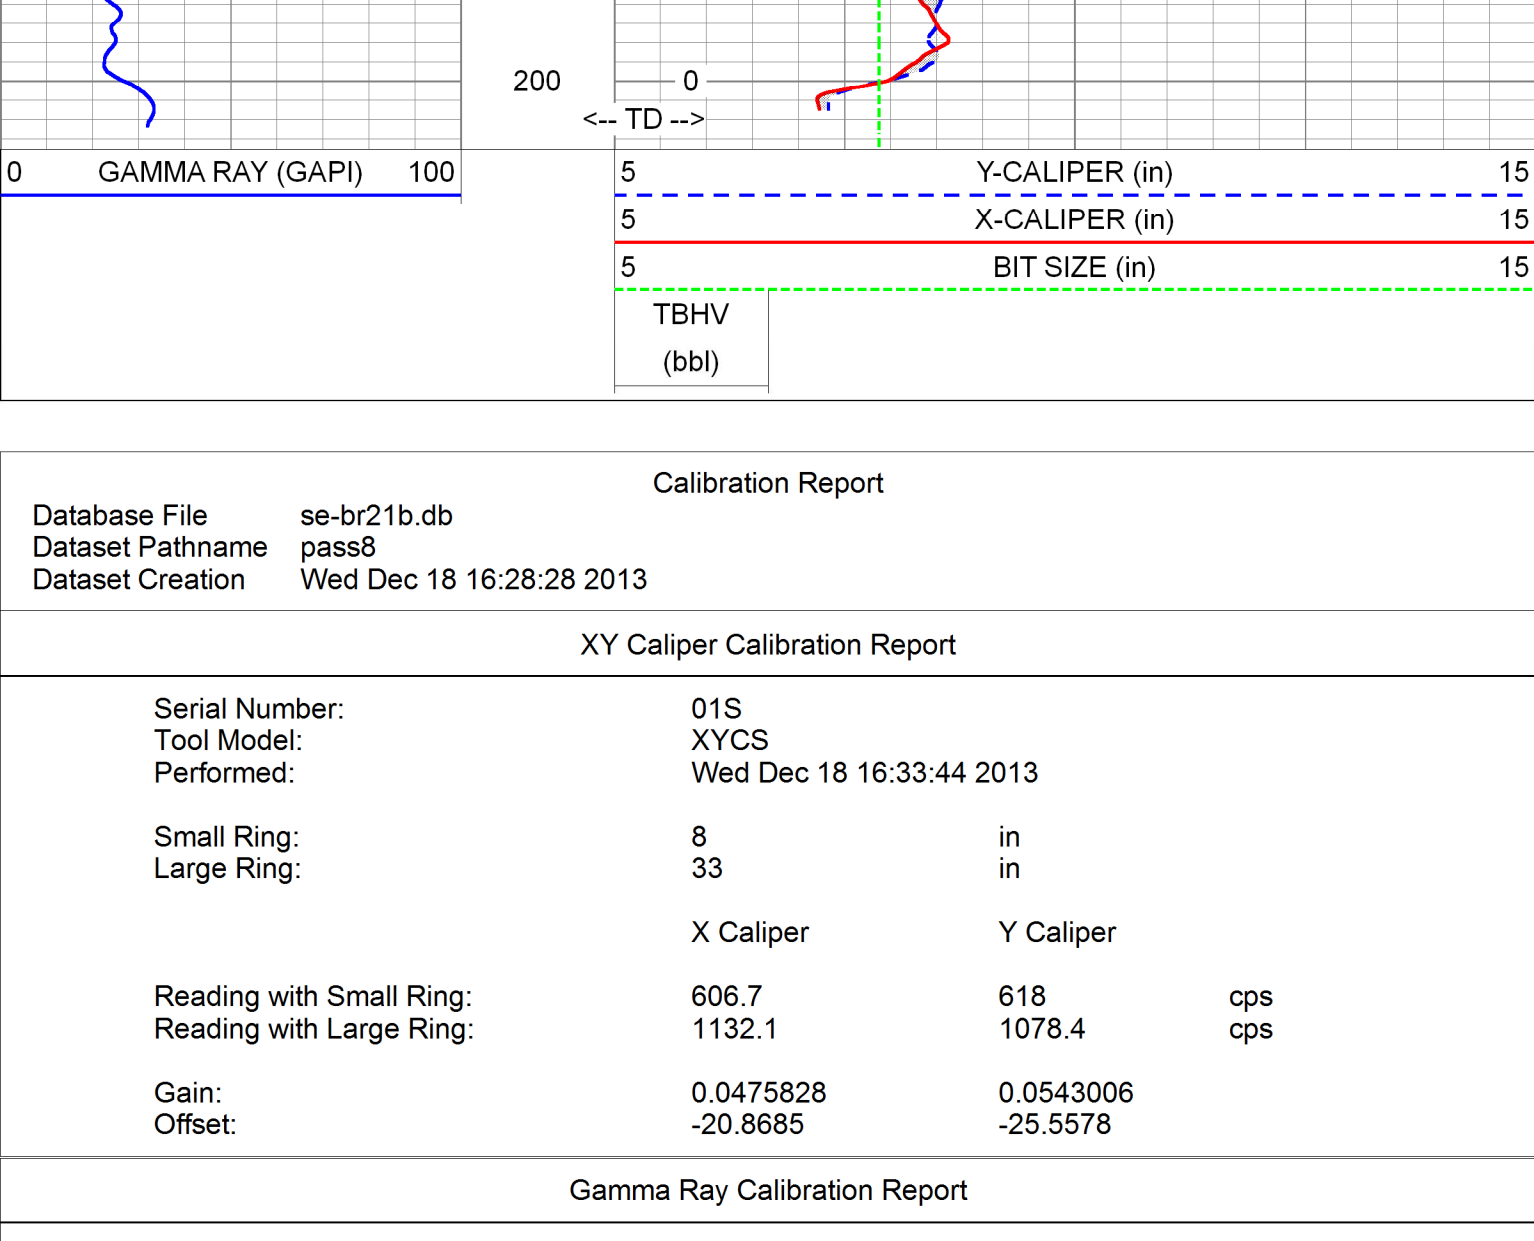 200 0
<-- TD -->
0 GAMMA RAY (GAPI) 100 5 Y-CALIPER (in) 15
5 X-CALIPER (in) 15
5 BIT SIZE (in) 15
TBHV
(bbl)
Calibration Report
Database File se-br21b.db
Dataset Pathname pass8
Dataset Creation Wed Dec 18 16:28:28 2013
XY Caliper Calibration Report
Serial Number: 01S
Tool Model: XYCS
Performed: Wed Dec 18 16:33:44 2013
Small Ring: 8 in
Large Ring: 33 in
X Caliper Y Caliper
Reading with Small Ring: 606.7 618 cps
Reading with Large Ring: 1132.1 1078.4 cps
Gain: 0.0475828 0.0543006
Offset: -20.8685 -25.5578
Gamma Ray Calibration Report